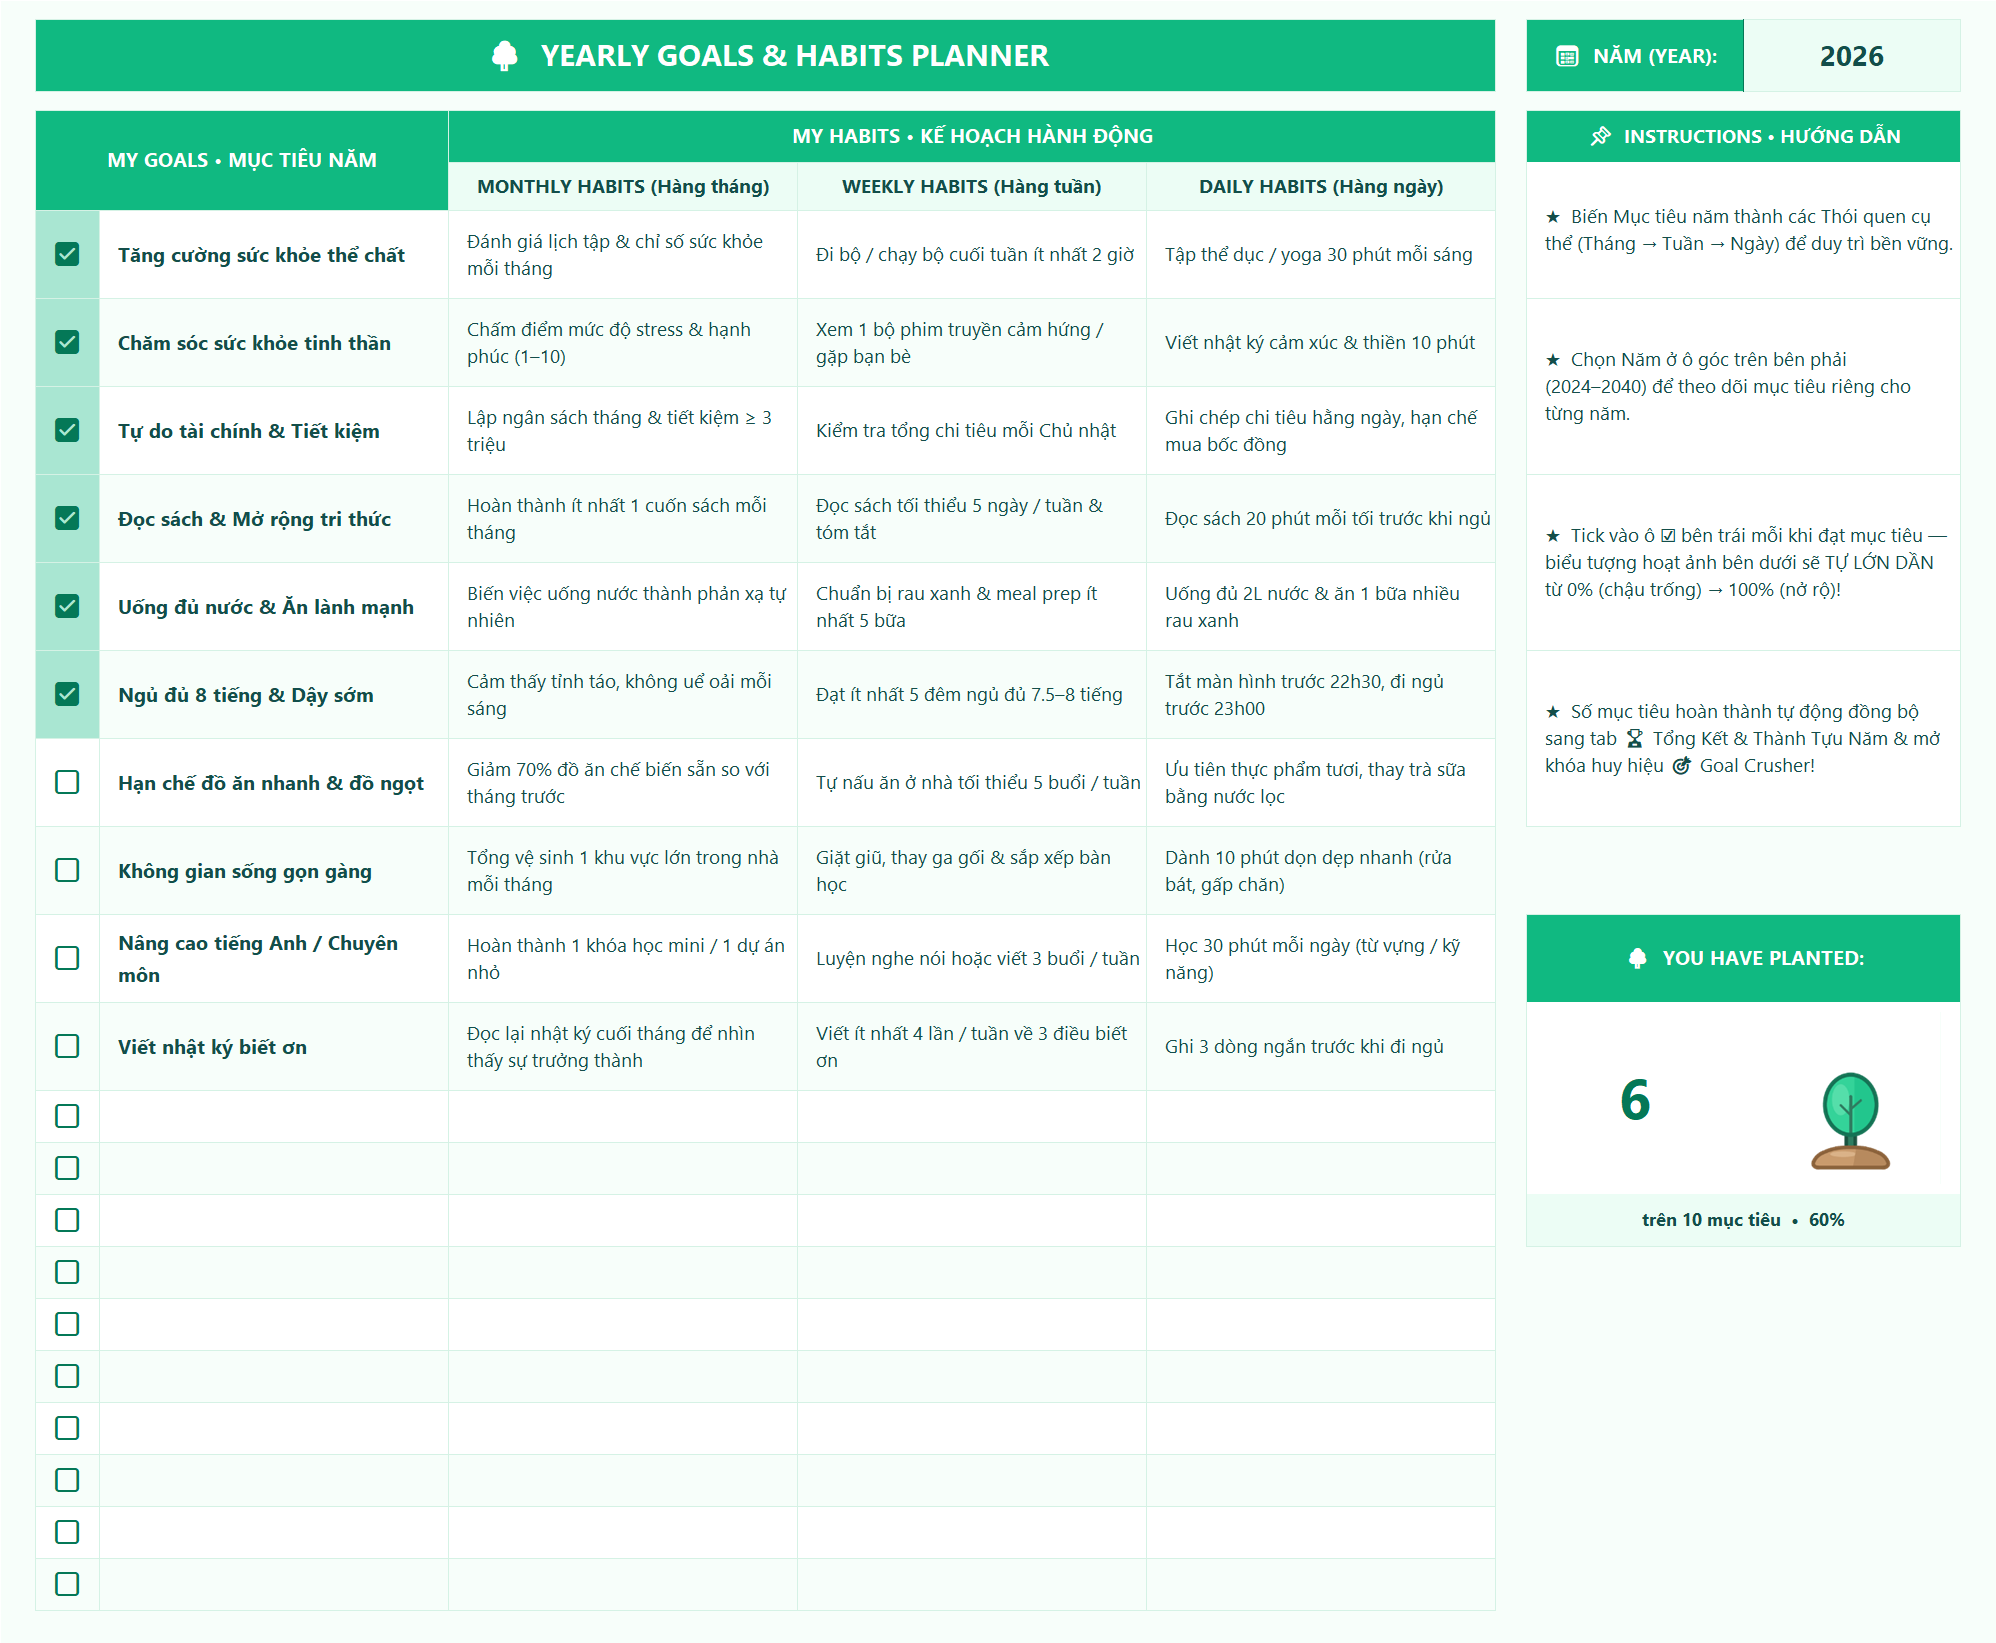 YEARLY GOALS & HABITS PLANNER
NĂM (YEAR):
2026
MY GOALS • MỤC TIÊU NĂM
MY HABITS • KẾ HOẠCH HÀNH ĐỘNG
MONTHLY HABITS (Hàng tháng)
WEEKLY HABITS (Hàng tuần)
DAILY HABITS (Hàng ngày)
Tăng cường sức khỏe thể chất
Đánh giá lịch tập & chỉ số sức khỏe
mỗi tháng
Đi bộ / chạy bộ cuối tuần ít nhất 2 giờ
Tập thể dục / yoga 30 phút mỗi sáng
Chăm sóc sức khỏe tinh thần
Chấm điểm mức độ stress & hạnh
phúc (1–10)
Xem 1 bộ phim truyền cảm hứng /
gặp bạn bè
Viết nhật ký cảm xúc & thiền 10 phút
Tự do tài chính & Tiết kiệm
Lập ngân sách tháng & tiết kiệm ≥ 3
triệu
Kiểm tra tổng chi tiêu mỗi Chủ nhật
Ghi chép chi tiêu hằng ngày, hạn chế
mua bốc đồng
Đọc sách & Mở rộng tri thức
Hoàn thành ít nhất 1 cuốn sách mỗi
tháng
Đọc sách tối thiểu 5 ngày / tuần &
tóm tắt
Đọc sách 20 phút mỗi tối trước khi ngủ
Uống đủ nước & Ăn lành mạnh
Biến việc uống nước thành phản xạ tự
nhiên
Chuẩn bị rau xanh & meal prep ít
nhất 5 bữa
Uống đủ 2L nước & ăn 1 bữa nhiều
rau xanh
Ngủ đủ 8 tiếng & Dậy sớm
Cảm thấy tỉnh táo, không uể oải mỗi
sáng
Đạt ít nhất 5 đêm ngủ đủ 7.5–8 tiếng
Tắt màn hình trước 22h30, đi ngủ
trước 23h00
Hạn chế đồ ăn nhanh & đồ ngọt
Giảm 70% đồ ăn chế biến sẵn so với
tháng trước
Tự nấu ăn ở nhà tối thiểu 5 buổi / tuần
Ưu tiên thực phẩm tươi, thay trà sữa
bằng nước lọc
Không gian sống gọn gàng
Tổng vệ sinh 1 khu vực lớn trong nhà
mỗi tháng
Giặt giũ, thay ga gối & sắp xếp bàn
học
Dành 10 phút dọn dẹp nhanh (rửa
bát, gấp chăn)
Nâng cao tiếng Anh / Chuyên
môn
Hoàn thành 1 khóa học mini / 1 dự án
nhỏ
Luyện nghe nói hoặc viết 3 buổi / tuần
Học 30 phút mỗi ngày (từ vựng / kỹ
năng)
Viết nhật ký biết ơn
Đọc lại nhật ký cuối tháng để nhìn
thấy sự trưởng thành
Viết ít nhất 4 lần / tuần về 3 điều biết
ơn
Ghi 3 dòng ngắn trước khi đi ngủ
INSTRUCTIONS • HƯỚNG DẪN
★ Biến Mục tiêu năm thành các Thói quen cụ
thể (Tháng → Tuần → Ngày) để duy trì bền vững.
★ Chọn Năm ở ô góc trên bên phải
(2024–2040) để theo dõi mục tiêu riêng cho
từng năm.
★ Tick vào ô ☑ bên trái mỗi khi đạt mục tiêu —
biểu tượng hoạt ảnh bên dưới sẽ TỰ LỚN DẦN
từ 0% (chậu trống) → 100% (nở rộ)!
★ Số mục tiêu hoàn thành tự động đồng bộ
sang tab 🏆 Tổng Kết & Thành Tựu Năm & mở
khóa huy hiệu 🎯 Goal Crusher!
YOU HAVE PLANTED:
6
trên 10 mục tiêu • 60%